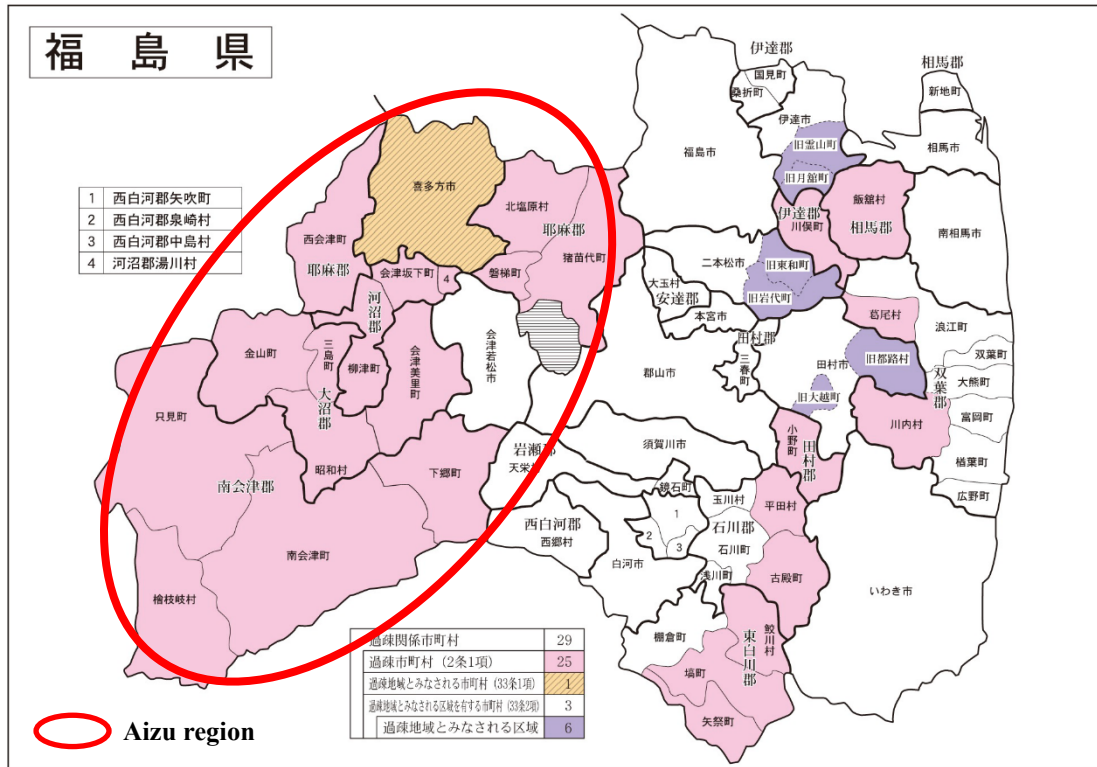 福島県
1 西白河郡矢吹町
2 西白河郡泉崎村
3 西白河郡中島村
4 河沼郡湯川村
伊達郡
国見町
桑折町
相馬郡
新地町
伊達市
福島市
旧霊山町
相馬市
旧月舘町
喜多方市
北塩原村
耶麻郡
伊達郡
川俣町
飯舘村
相馬郡
南相馬市
西会津町
耶麻郡
会津坂下町
4
磐梯町
猪苗代町
二本松市
旧東和町
大玉村
安達郡
旧岩代町
本宮市
葛尾村
浪江町
河沼郡
金山町
三島町
柳津町
会津美里町
会津若松市
田村郡
三春町
田村市
旧都路村
双葉町
双葉郡
大熊町
郡山市
旧大越町
只見町
大沼郡
川内村
富岡町
小野町
田村郡
楢葉町
広野町
昭和村
下郷町
岩瀬郡
天栄村
須賀川市
鏡石町
南会津郡
玉川村
平田村
西白河郡
西郷村
1
2
3
石川郡
石川町
白河市
浅川町
古殿町
いわき市
南会津町
檜枝岐村
棚倉町
東白川郡
鮫川村
塙町
矢祭町
過疎関係市町村 29
過疎市町村(2条1項) 25
過疎地域とみなされる市町村(33条1項) 1
過疎地域とみなされる区域を有する市町村(33条2項) 3
過疎地域とみなされる区域 6
Aizu region